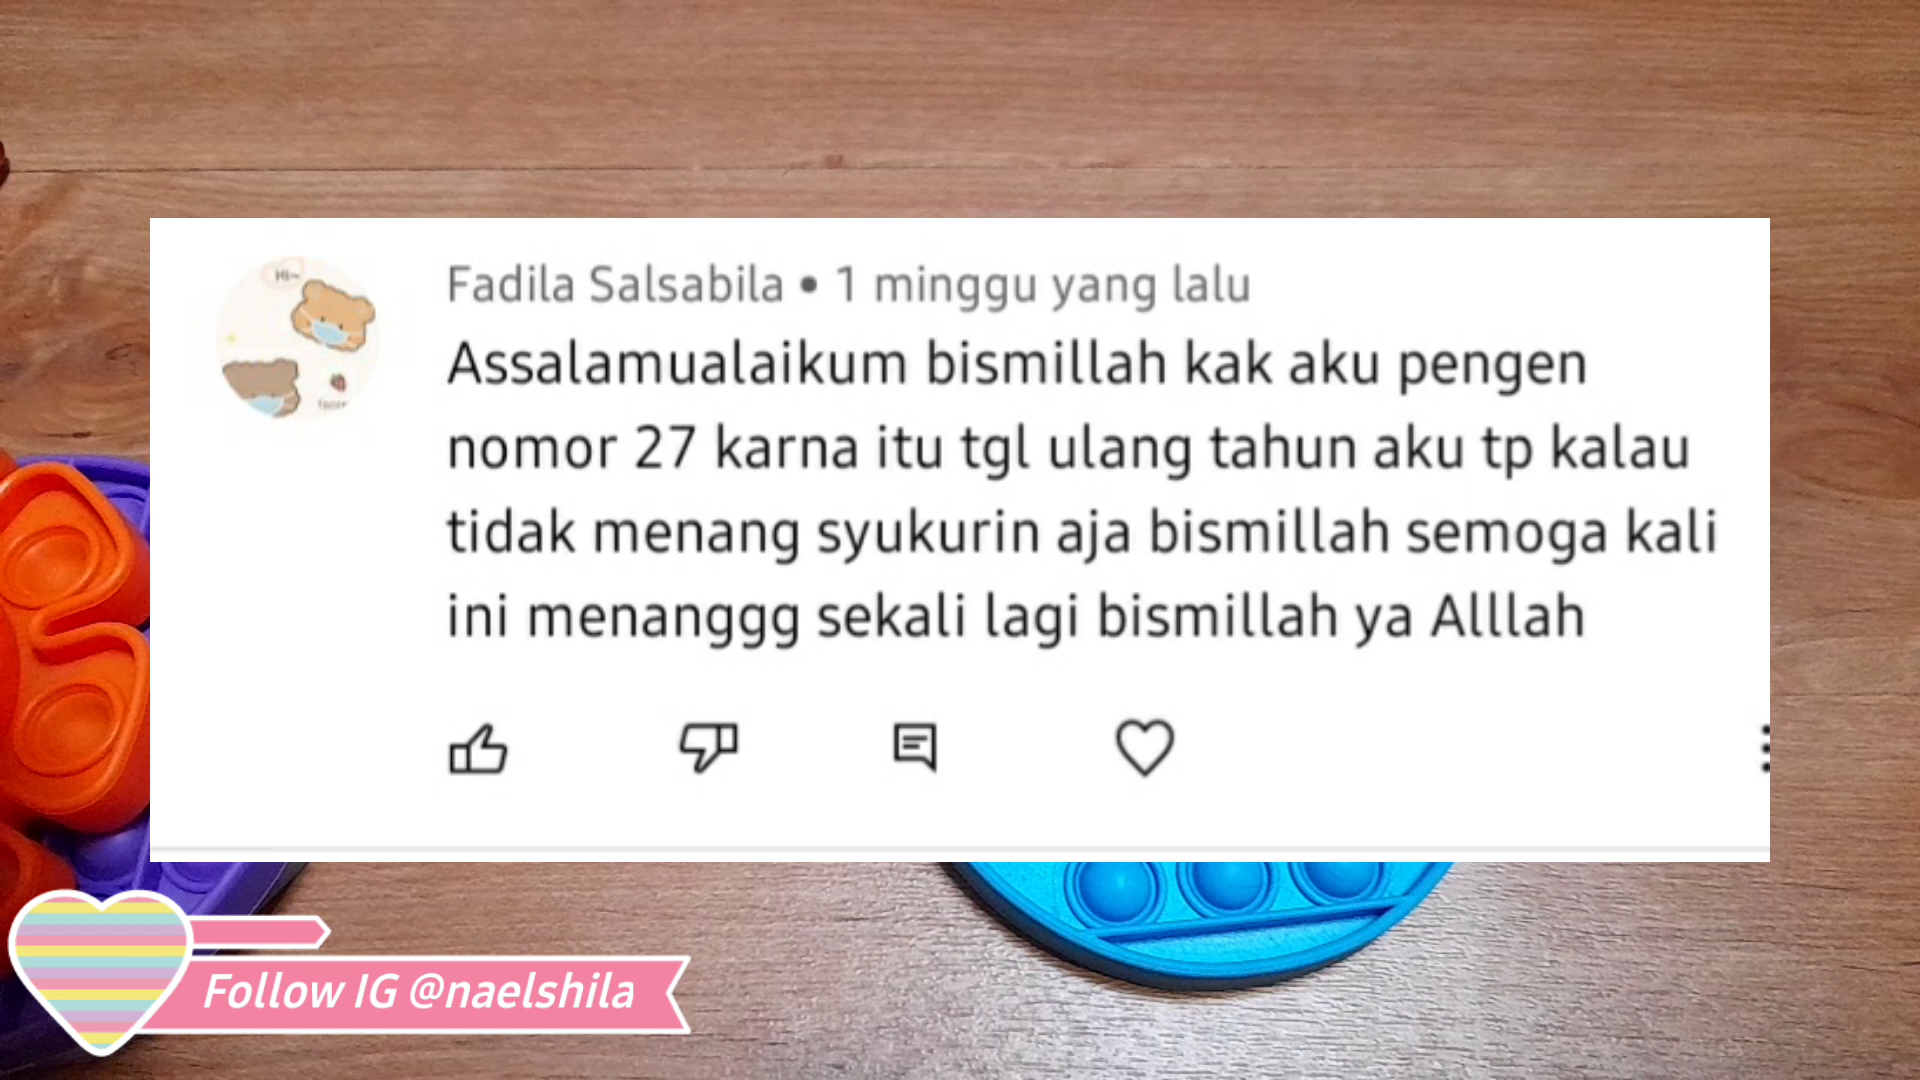 Hi~
Fadila Salsabila • 1 minggu yang lalu
Assalamualaikum bismillah kak aku pengen
nomor 27 karna itu tgl ulang tahun aku tp kalau
tidak menang syukurin aja bismillah semoga kali
ini menanggg sekali lagi bismillah ya Alllah
Follow IG @naelshila